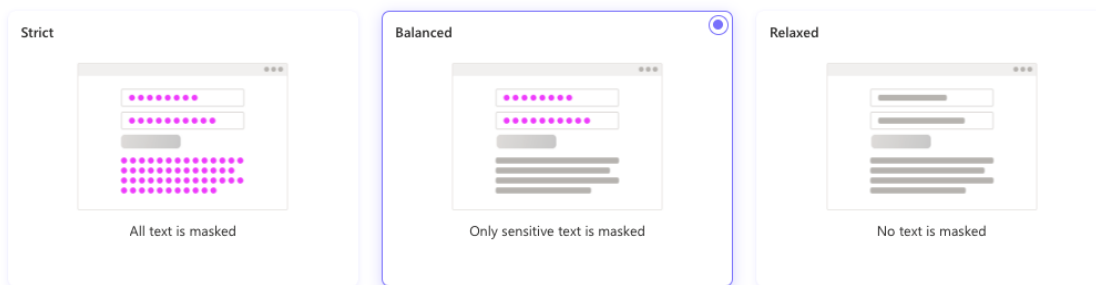 Strict
All text is masked
Balanced
Only sensitive text is masked
Relaxed
No text is masked